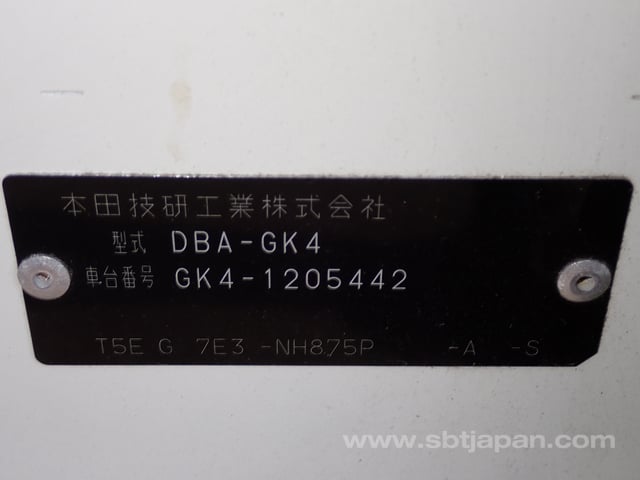 本田技研工業株式会社
型式 DBA-GK4
車台番号 GK4-1205442
T5E G 7E3 -NH875P -A -S
www.sbtjapan.com